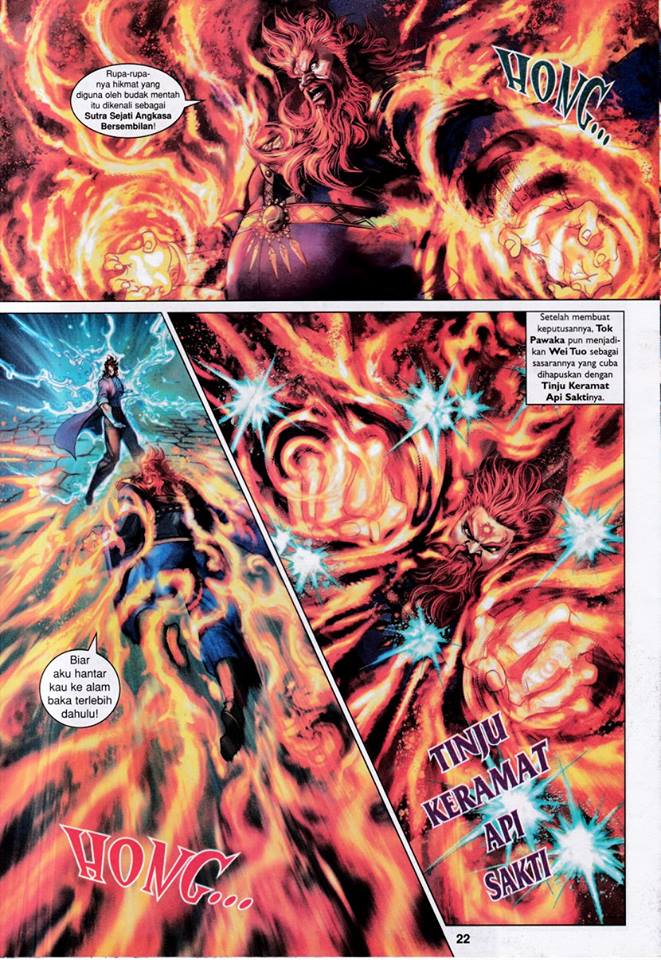 Rupa-rupa-
nya hikmat yang
diguna oleh budak mentah
itu dikenali sebagai
Sutra Sejati Angkasa
Bersembilan!
HONG...
Setelah membuat
keputusannya, Tok
Pawaka pun menjadi-
kan Wei Tuo sebagai
sasarannya yang cuba
dihapuskan dengan
Tinju Keramat
Api Saktinya.
Biar
aku hantar
kau ke alam
baka terlebih
dahulu!
HONG...
TINJU
KERAMAT
API
SAKTI
22